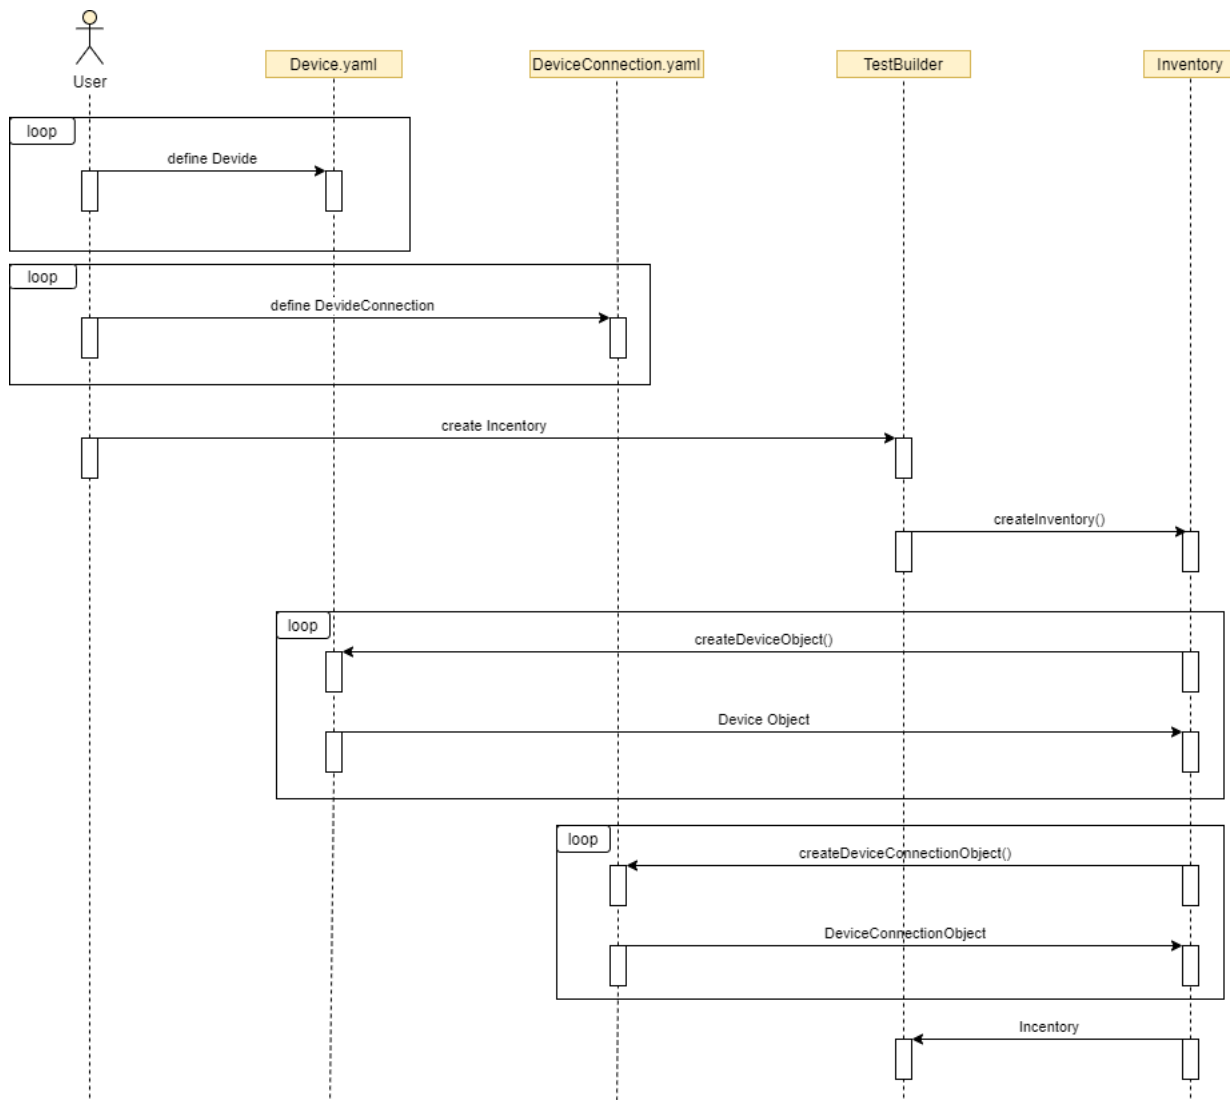 User
Device.yaml
DeviceConnection.yaml
TestBuilder
Inventory
loop
define Devide
loop
define DevideConnection
create Incentory
createInventory()
loop
createDeviceObject()
Device Object
loop
createDeviceConnectionObject()
DeviceConnectionObject
Incentory